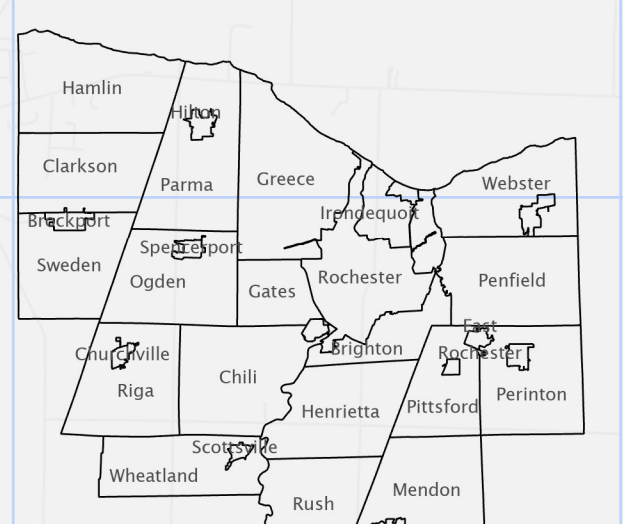 Hamlin
Hilton
Clarkson
Parma
Greece
Webster
Brockport
Irondequoit
Spencerport
Sweden
Ogden
Rochester
Penfield
Gates
East
Rochester
Churchville
Brighton
Riga
Chili
Perinton
Pittsford
Henrietta
Scottsville
Wheatland
Mendon
Rush